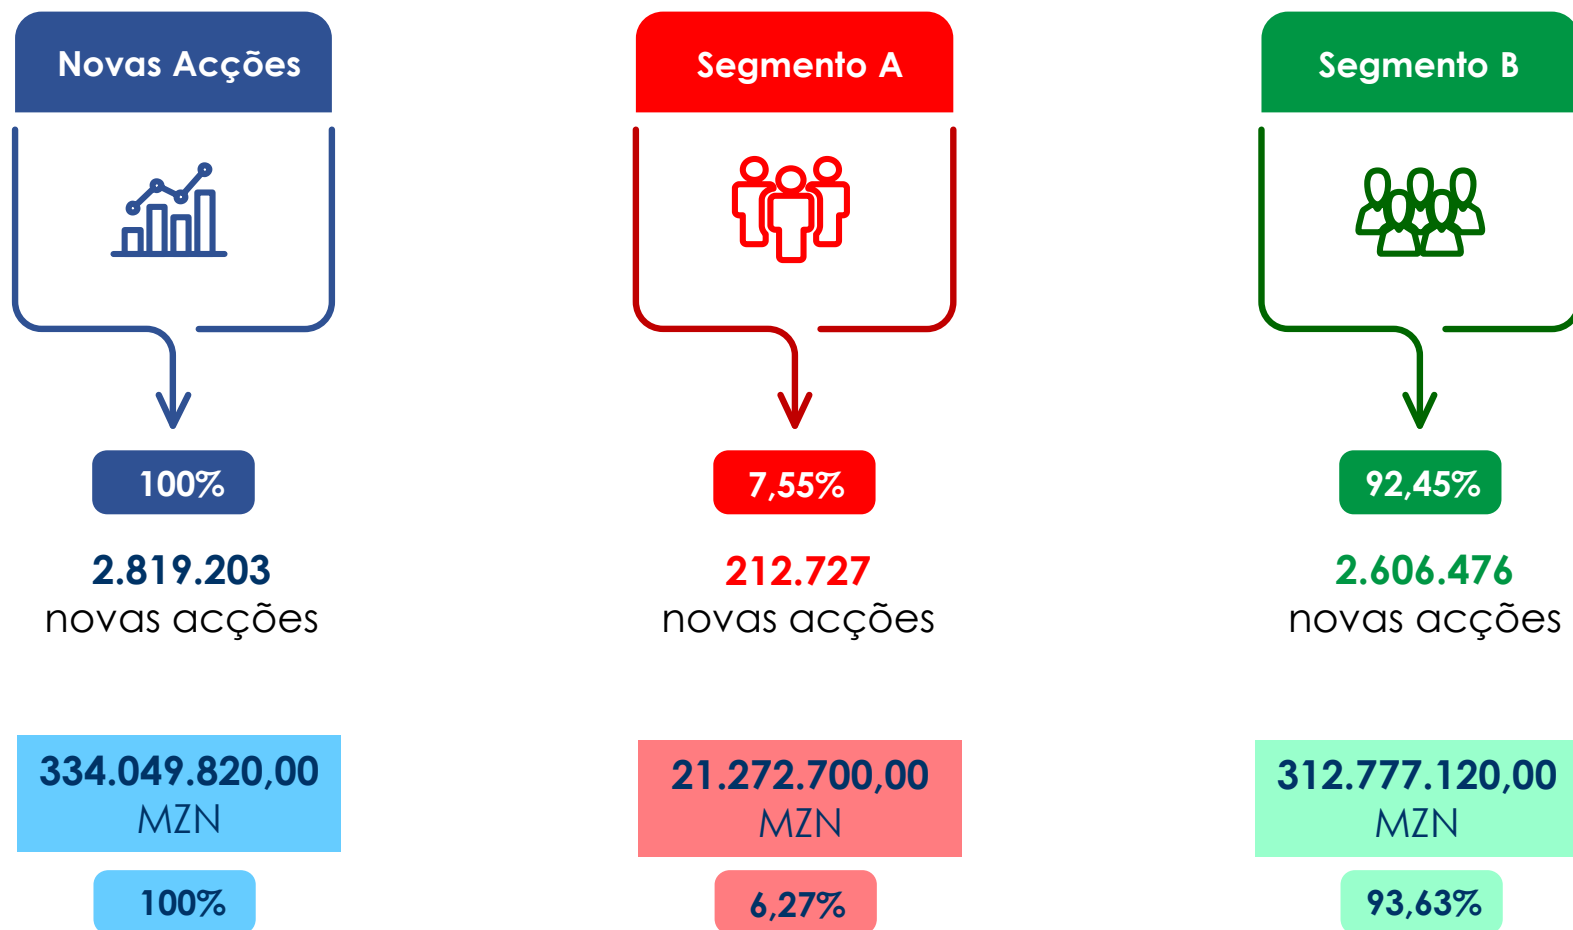 Novas Acções
Segmento A
Segmento B
100%
7,55%
92,45%
2.819.203
novas acções
212.727
novas acções
2.606.476
novas acções
334.049.820,00
MZN
21.272.700,00
MZN
312.777.120,00
MZN
100%
6,27%
93,63%